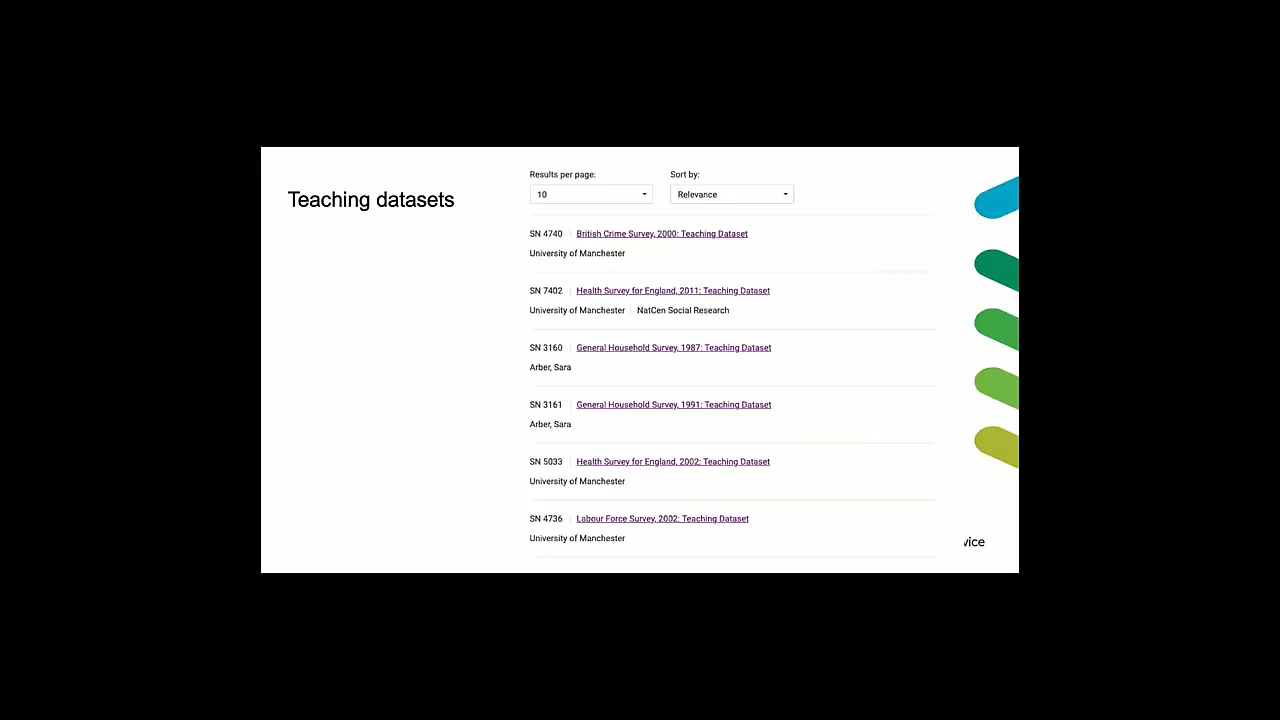 Teaching datasets
Results per page: Sort by:
10 Relevance
SN 4740 British Crime Survey, 2000: Teaching Dataset
University of Manchester
SN 7402 Health Survey for England, 2011: Teaching Dataset
University of Manchester NatCen Social Research
SN 3160 General Household Survey, 1987: Teaching Dataset
Arber, Sara
SN 3161 General Household Survey, 1991: Teaching Dataset
Arber, Sara
SN 5033 Health Survey for England, 2002: Teaching Dataset
University of Manchester
SN 4736 Labour Force Survey, 2002: Teaching Dataset
University of Manchester